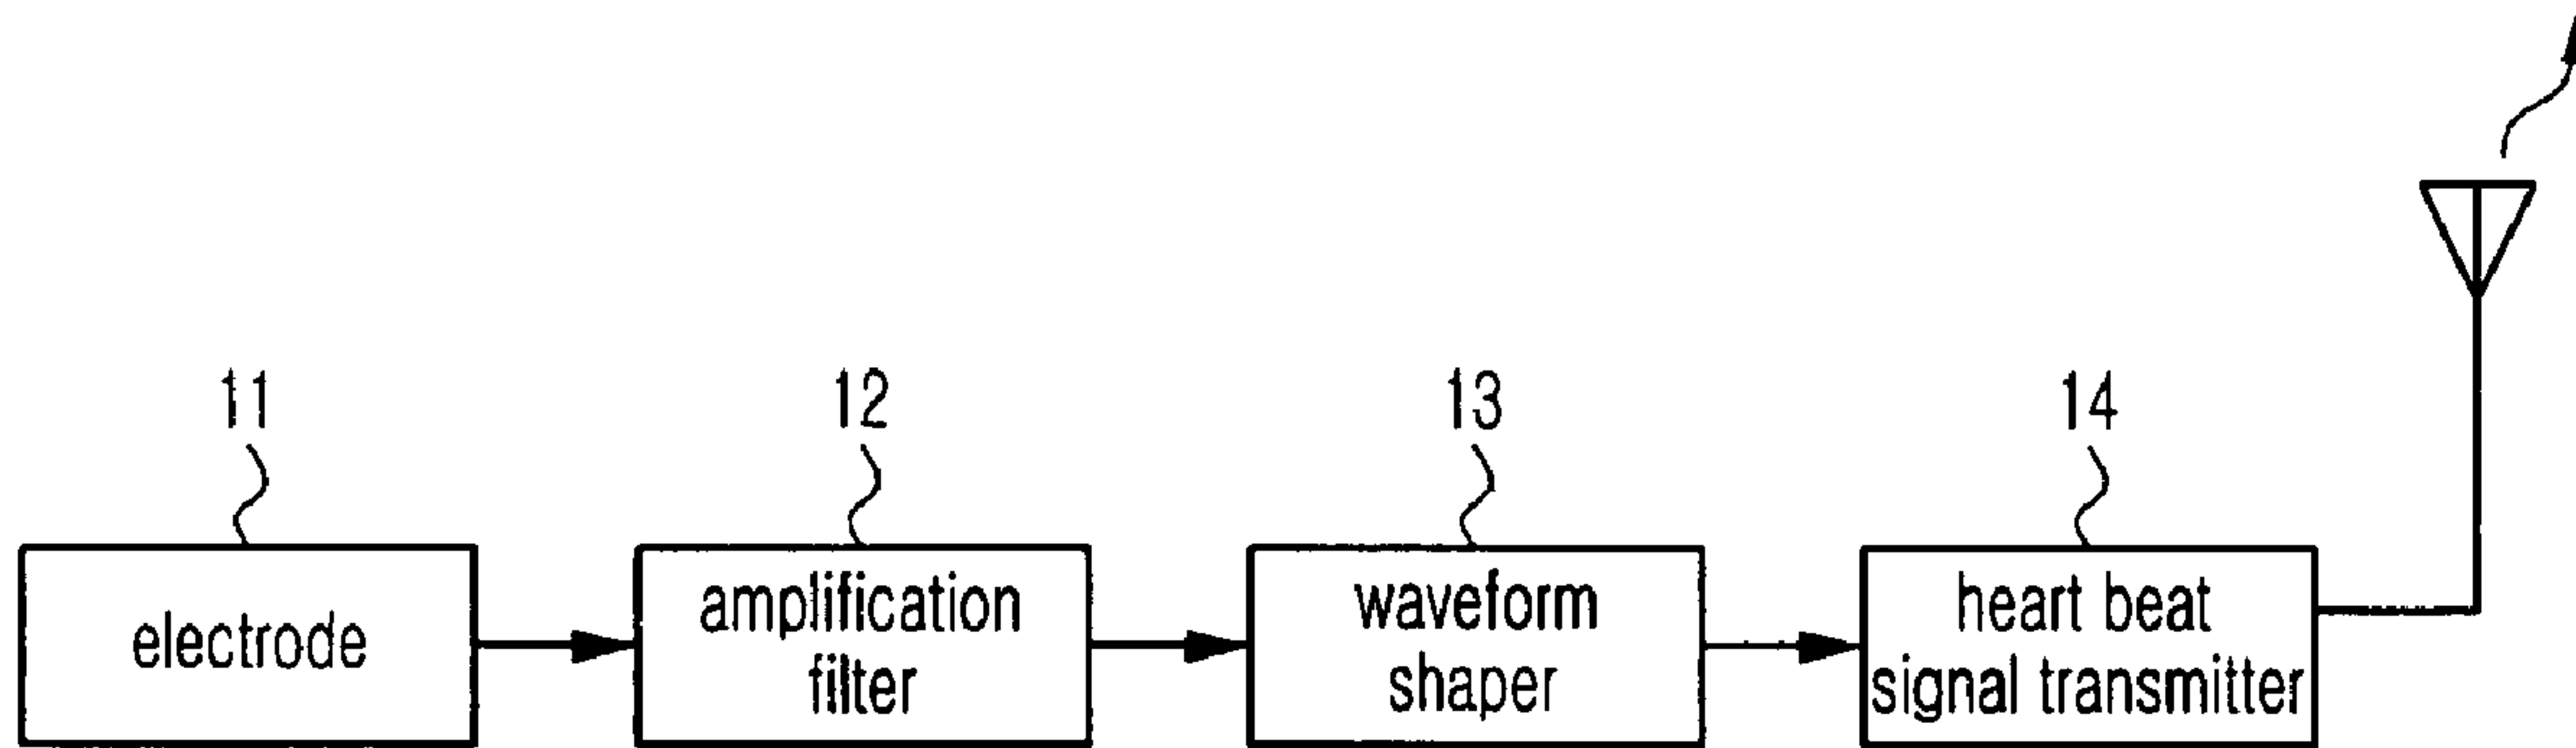 11
12
13
14
electrode
amplification
filter
waveform
shaper
heart beat
signal transmitter